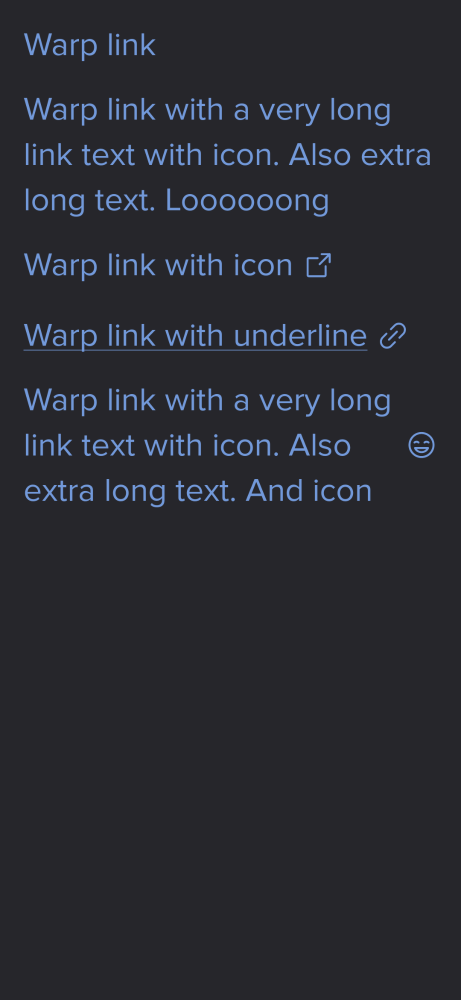 Warp link
Warp link with a very long
link text with icon. Also extra
long text. Loooooong
Warp link with icon
Warp link with underline
Warp link with a very long
link text with icon. Also
extra long text. And icon